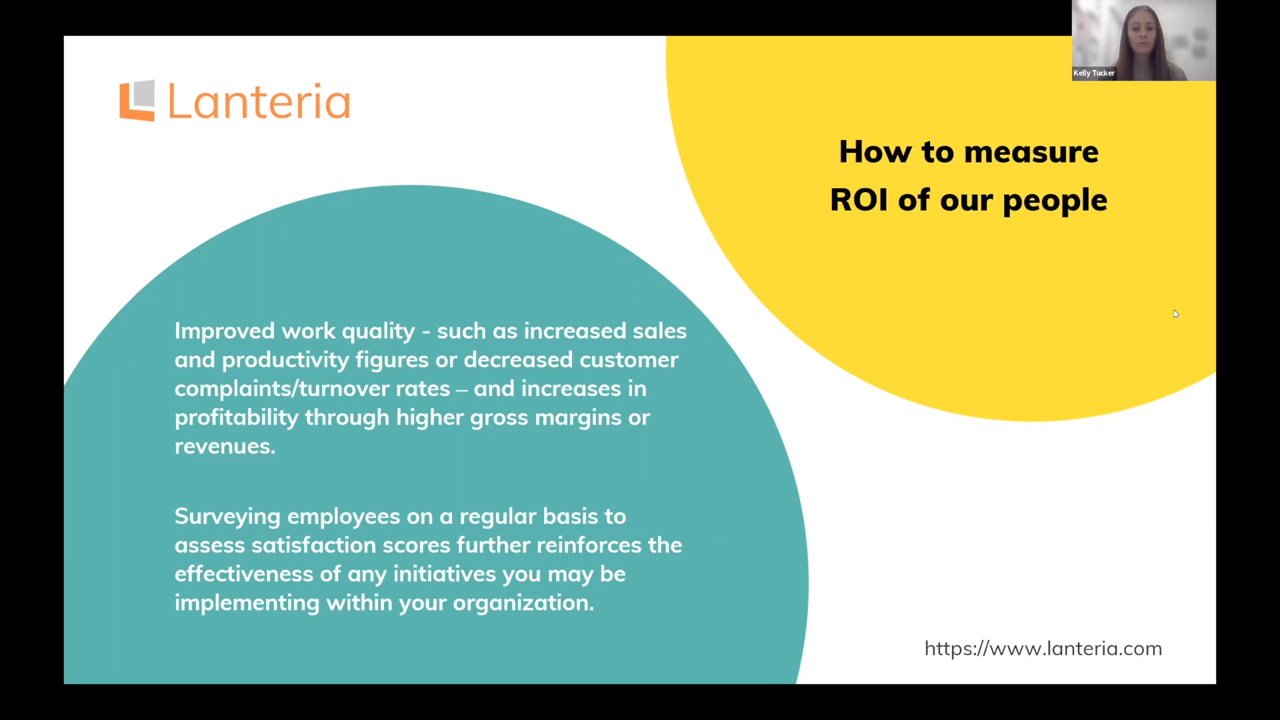 Kelly Tucker
Lanteria
How to measure
ROI of our people
Improved work quality - such as increased sales
and productivity figures or decreased customer
complaints/turnover rates – and increases in
profitability through higher gross margins or
revenues.
Surveying employees on a regular basis to
assess satisfaction scores further reinforces the
effectiveness of any initiatives you may be
implementing within your organization.
https://www.lanteria.com